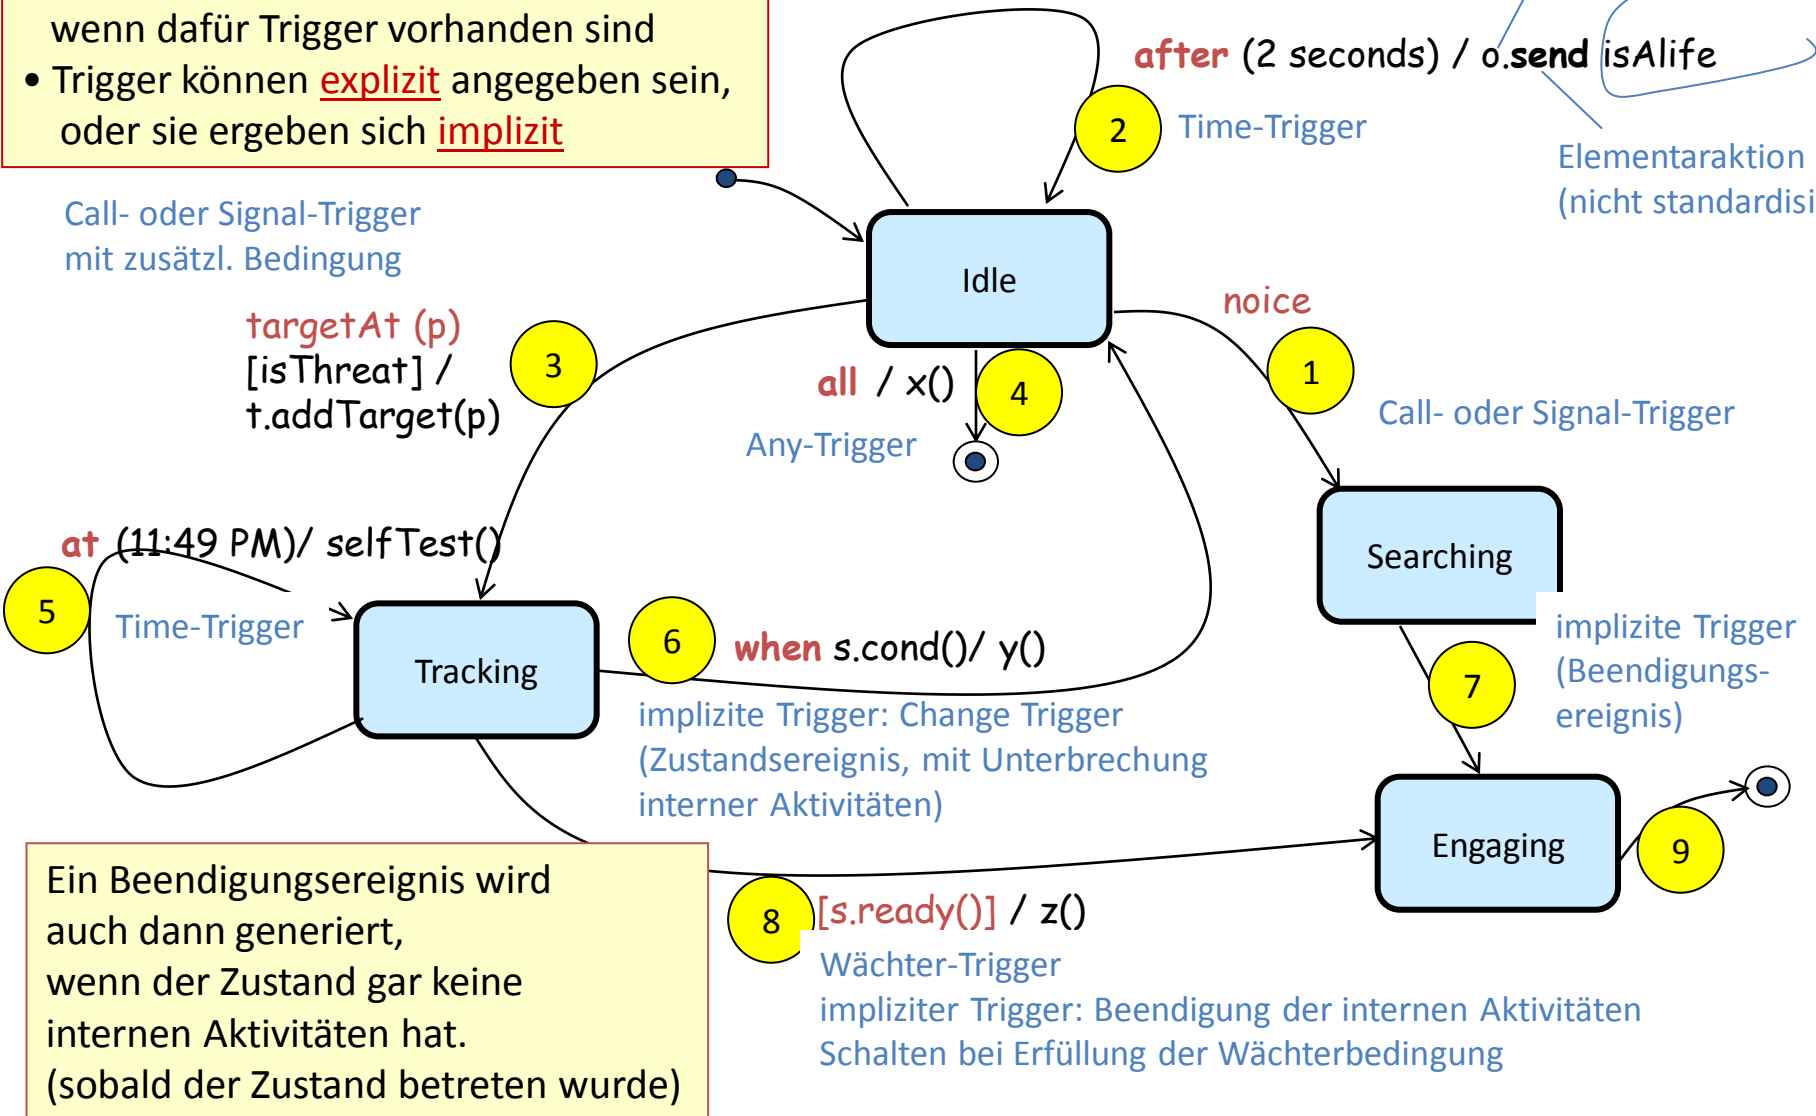 wenn dafür Trigger vorhanden sind
• Trigger können explizit angegeben sein,
oder sie ergeben sich implizit
after (2 seconds) / o.send isAlife
2
Time-Trigger
Elementaraktion
(nicht standardisi
Call- oder Signal-Trigger
mit zusätzl. Bedingung
Idle
noice
targetAt (p)
[isThreat] /
t.addTarget(p)
3
all / x()
4
1
Any-Trigger
Call- oder Signal-Trigger
at (11:49 PM)/ selfTest()
Searching
5
Time-Trigger
6
when s.cond()/ y()
implizite Trigger
(Beendigungs-
ereignis)
Tracking
7
implizite Trigger: Change Trigger
(Zustandsereignis, mit Unterbrechung
interner Aktivitäten)
Engaging
9
Ein Beendigungsereignis wird
auch dann generiert,
wenn der Zustand gar keine
internen Aktivitäten hat.
(sobald der Zustand betreten wurde)
8
[s.ready()] / z()
Wächter-Trigger
impliziter Trigger: Beendigung der internen Aktivitäten
Schalten bei Erfüllung der Wächterbedingung